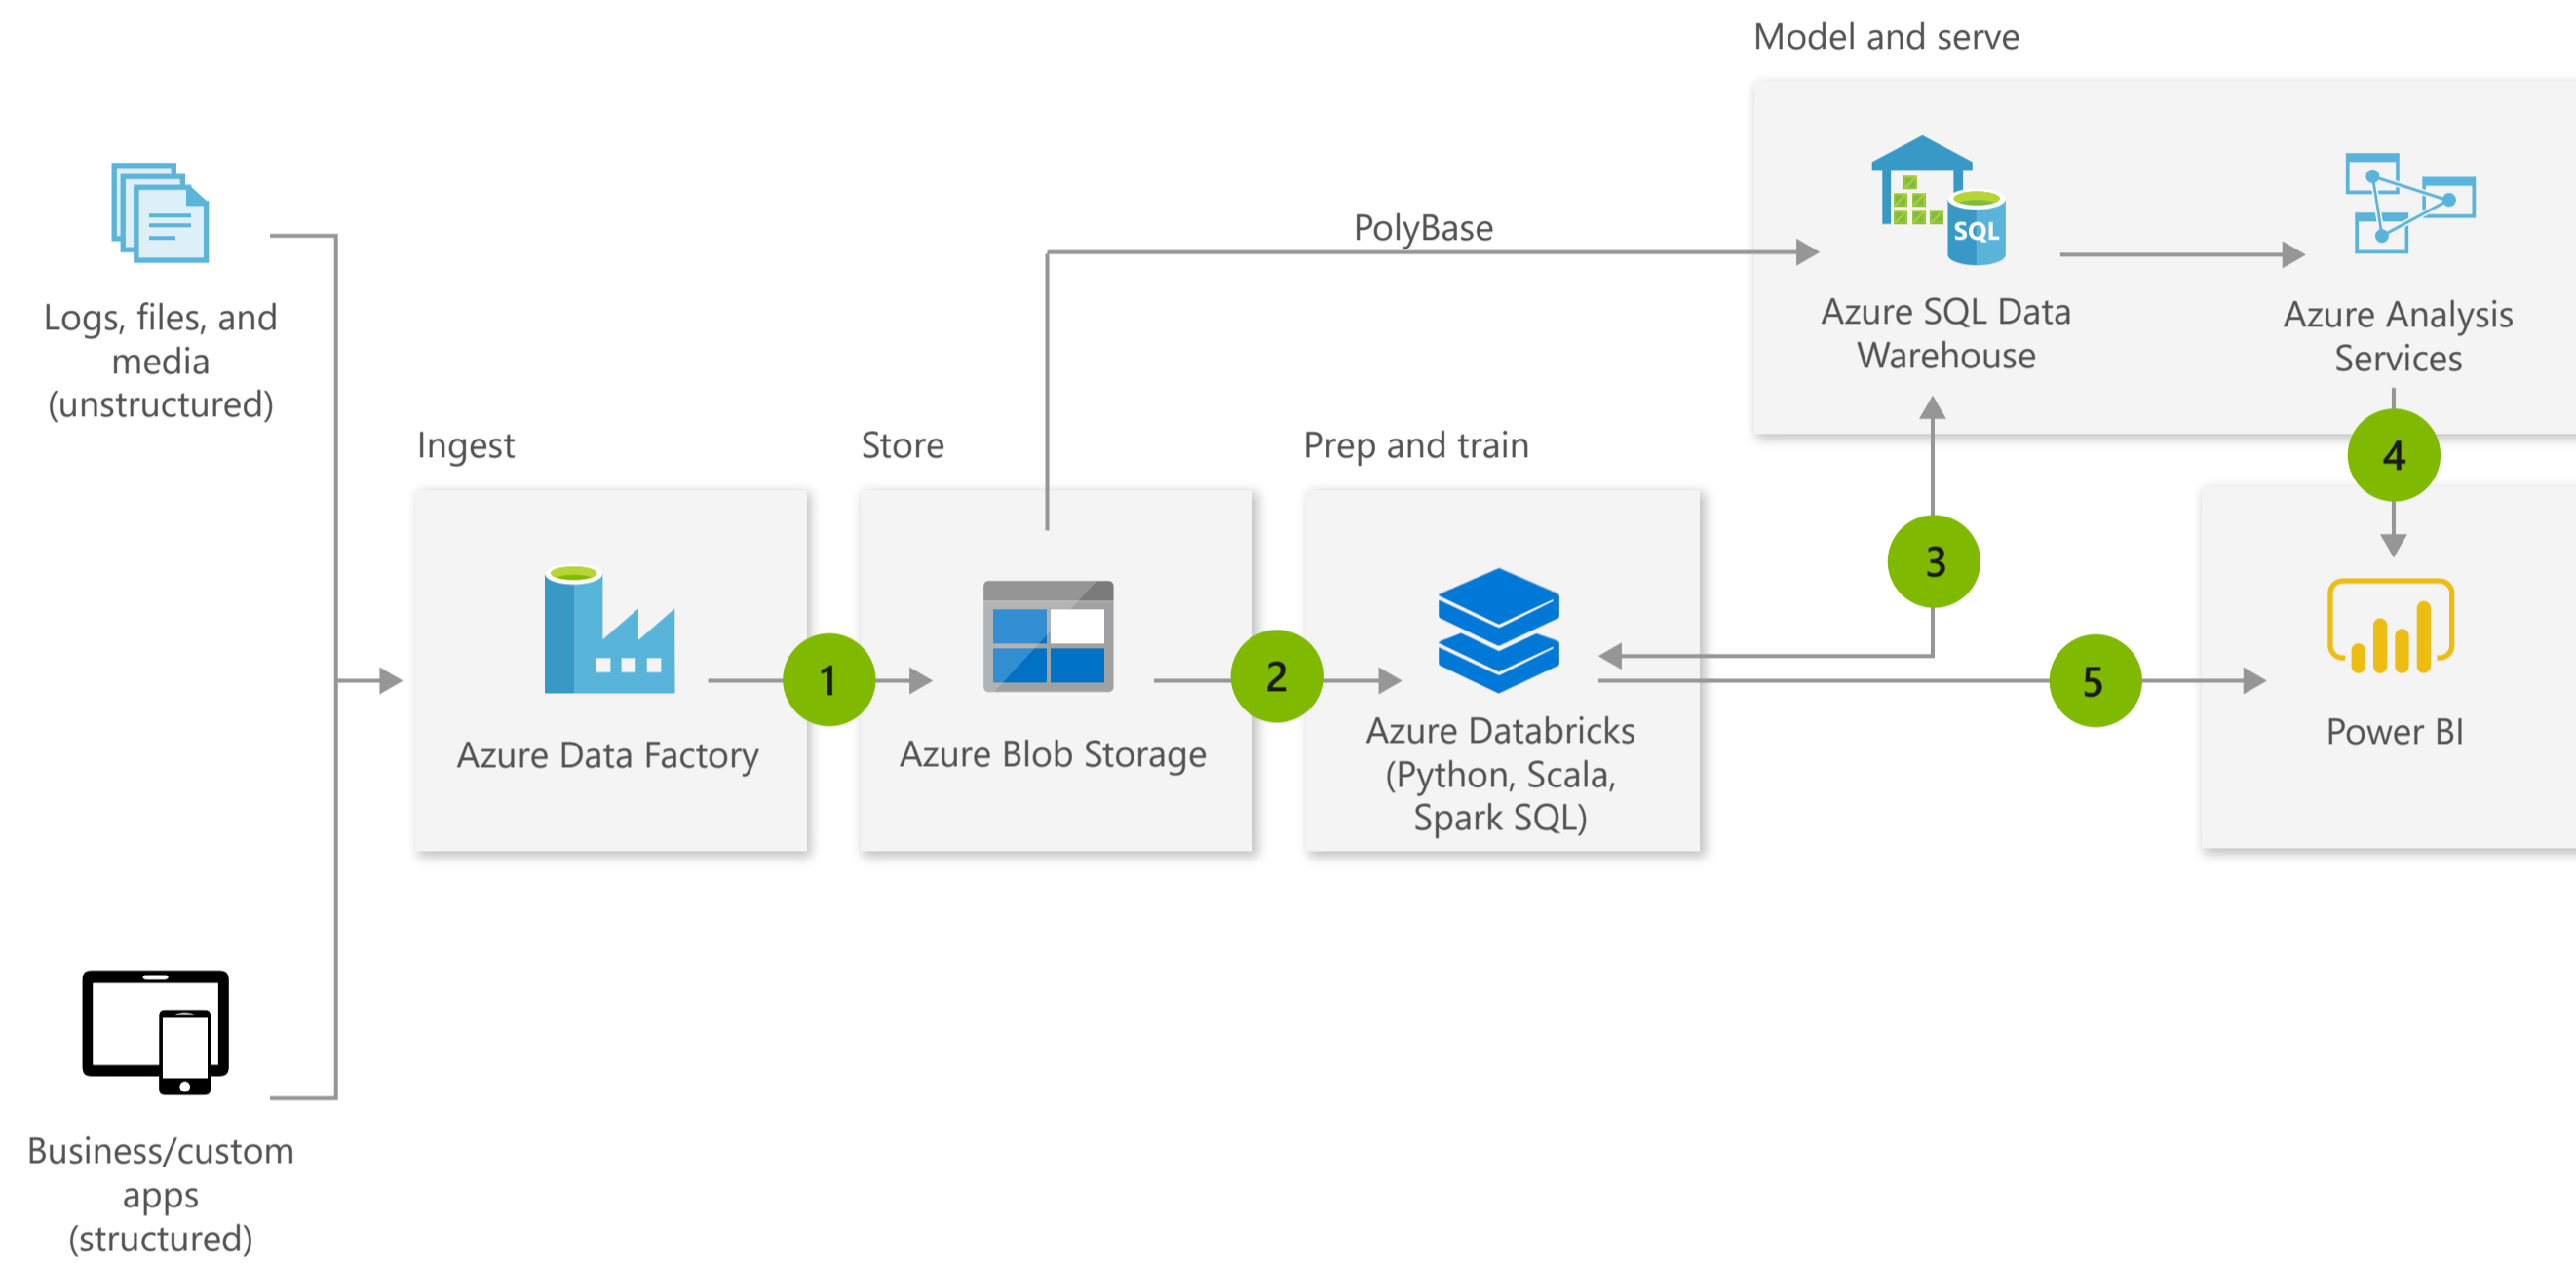 Model and serve
SQL
Azure SQL Data
Warehouse
Azure Analysis
Services
PolyBase
Logs, files, and
media
(unstructured)
Ingest
Store
Prep and train
4
3
1
2
5
Azure Data Factory
Azure Blob Storage
Azure Databricks
(Python, Scala,
Spark SQL)
Power BI
Business/custom
apps
(structured)